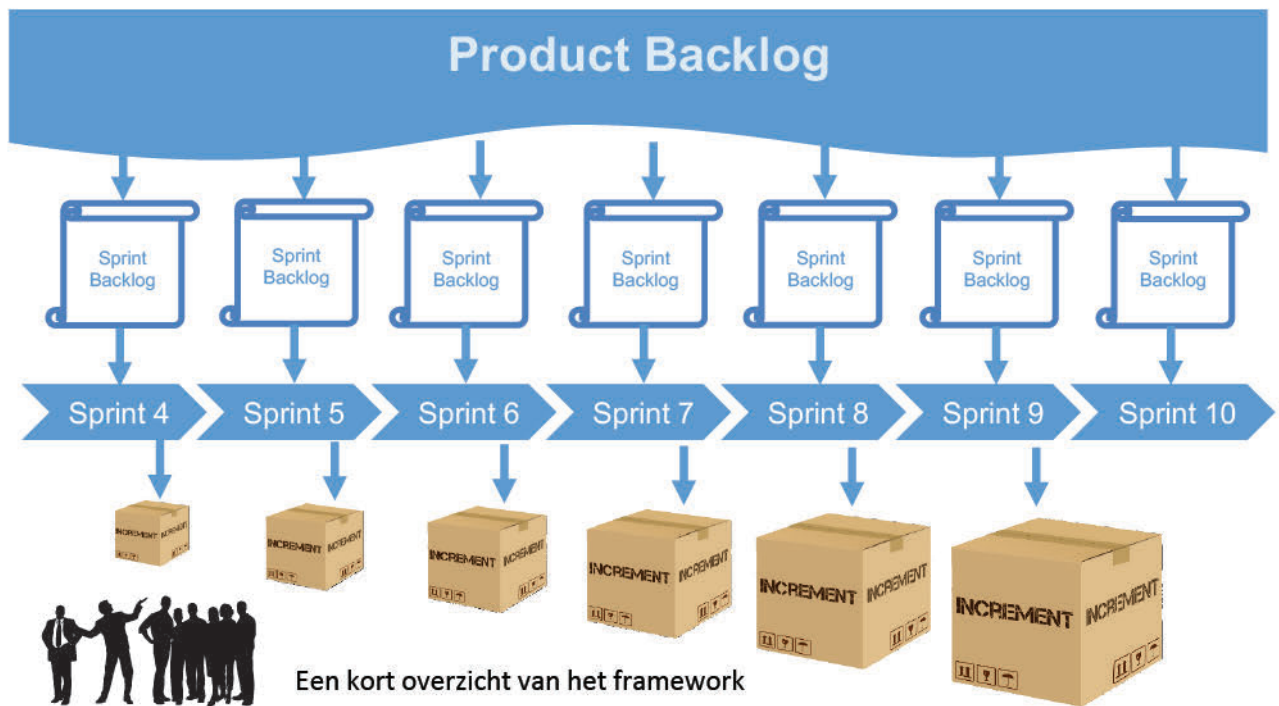 Product Backlog
Sprint
Backlog
Sprint
Backlog
Sprint
Backlog
Sprint
Backlog
Sprint
Backlog
Sprint
Backlog
Sprint
Backlog
Sprint 4
Sprint 5
Sprint 6
Sprint 7
Sprint 8
Sprint 9
Sprint 10
INCREMENT
INCREMENT
INCREMENT
INCREMENT
INCREMENT
INCREMENT
INCREMENT
INCREMENT
INCREMENT
INCREMENT
INCREMENT
INCREMENT
Een kort overzicht van het framework